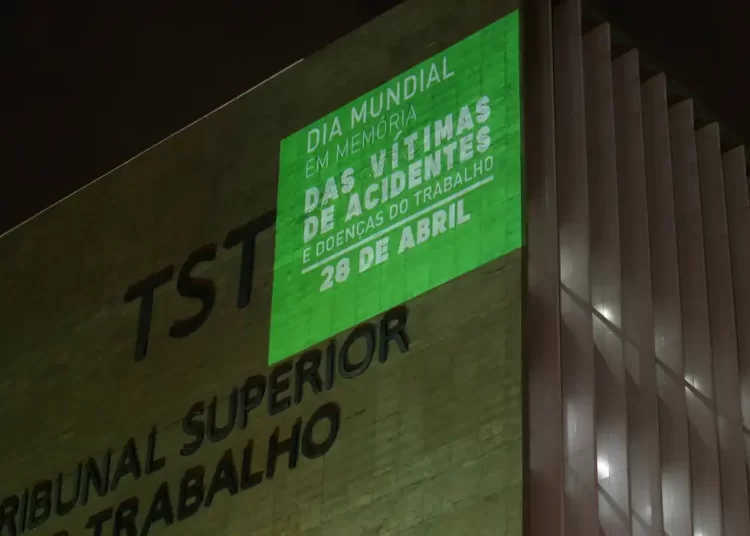 DIA MUNDIAL
EM MEMÓRIA
DAS VÍTIMAS
DE ACIDENTES
E DOENÇAS DO TRABALHO
28 DE ABRIL
TST
RIBUNAL SUPERIOR
TRABALHO